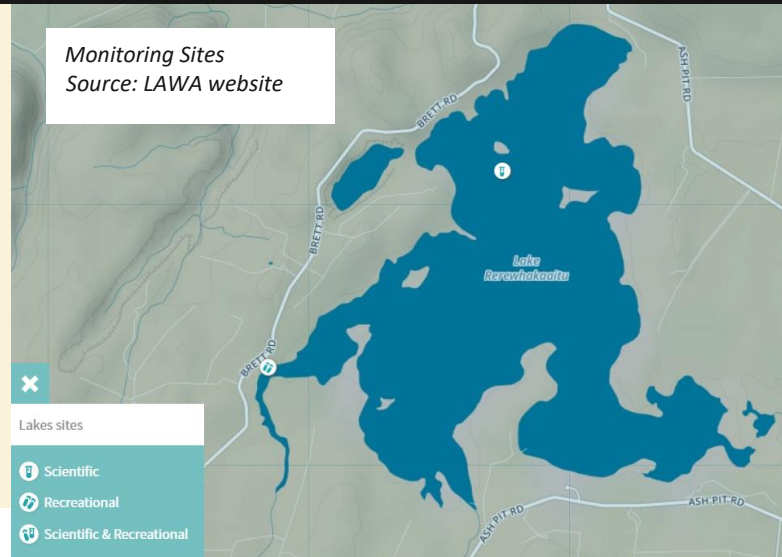 Monitoring Sites
Source: LAWA website
BRETT RD
ASH PIT RD
BRETT RD
Lake
Rerewhakaaitu
BRETT RD
Lakes sites
Scientific
Recreational
Scientific & Recreational
ASH PIT RD
ASH PIT RD